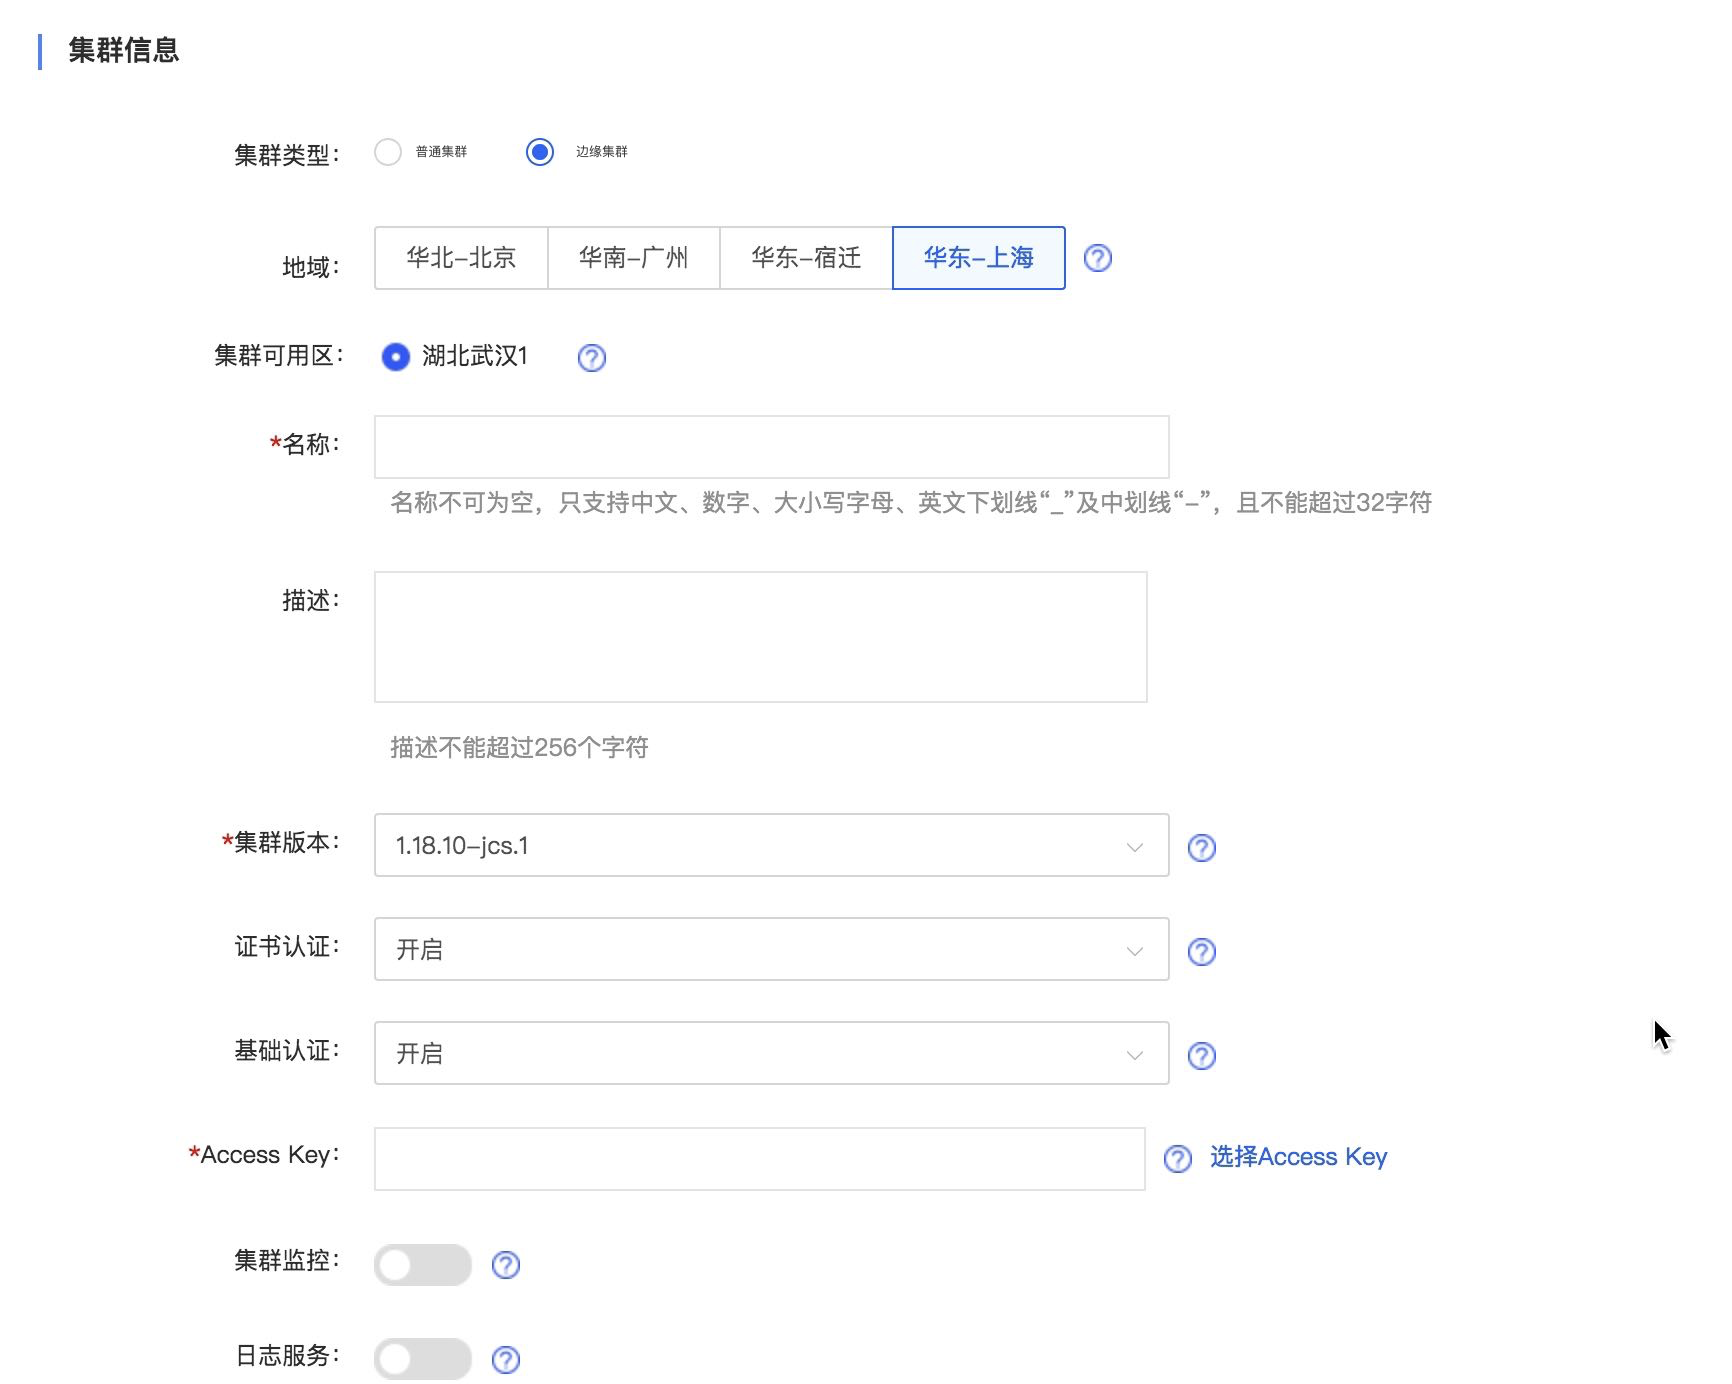 集群信息
集群类型：
普通集群
边缘集群
地域：
华北-北京
华南-广州
华东-宿迁
华东-上海
集群可用区：
湖北武汉1
*名称：
名称不可为空，只支持中文、数字、大小写字母、英文下划线“_”及中划线“-”，且不能超过32字符
描述：
描述不能超过256个字符
*集群版本：
1.18.10-jcs.1
证书认证：
开启
基础认证：
开启
*Access Key：
选择Access Key
集群监控：
日志服务：